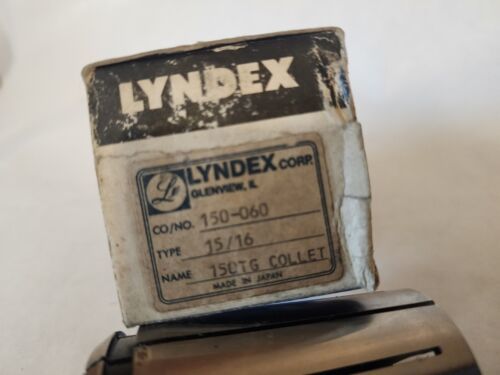 LYNDEX
LYNDEX CORP.
GLENVIEW, IL
CO/NO. 150-060
TYPE 15/16
NAME 150TG COLLET
MADE IN JAPAN